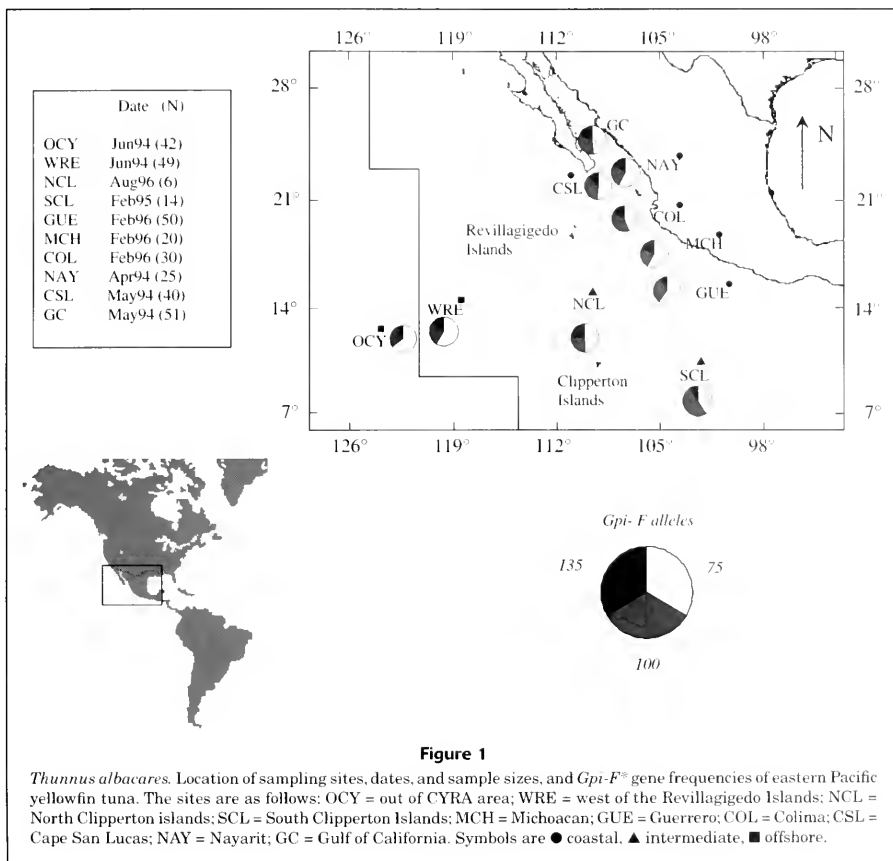 126° 119° 112° 105° 98°
28° 28°
21° 21°
14° 14°
7° 7°
126° 119° 112° 105° 98°
Date (N)
OCY Jun94 (42)
WRE Jun94 (49)
NCL Aug96 (6)
SCL Feb95 (14)
GUE Feb96 (50)
MCH Feb96 (20)
COL Feb96 (30)
NAY Apr94 (25)
CSL May94 (40)
GC May94 (51)
GC
N
NAY
CSL
COL
Revillagigedo
Islands
MCH
GUE
NCL
WRE
OCY
SCL
Clipperton
Islands
Gpi- F alleles
135 75
100
Figure 1
Thunnus albacares. Location of sampling sites, dates, and sample sizes, and Gpi-F* gene frequencies of eastern Pacific
yellowfin tuna. The sites are as follows: OCY = out of CYRA area; WRE = west of the Revillagigedo Islands; NCL =
North Clipperton islands; SCL = South Clipperton Islands; MCH = Michoacan; GUE = Guerrero; COL = Colima; CSL =
Cape San Lucas; NAY = Nayarit; GC = Gulf of California. Symbols are ● coastal, ▲ intermediate, ■ offshore.